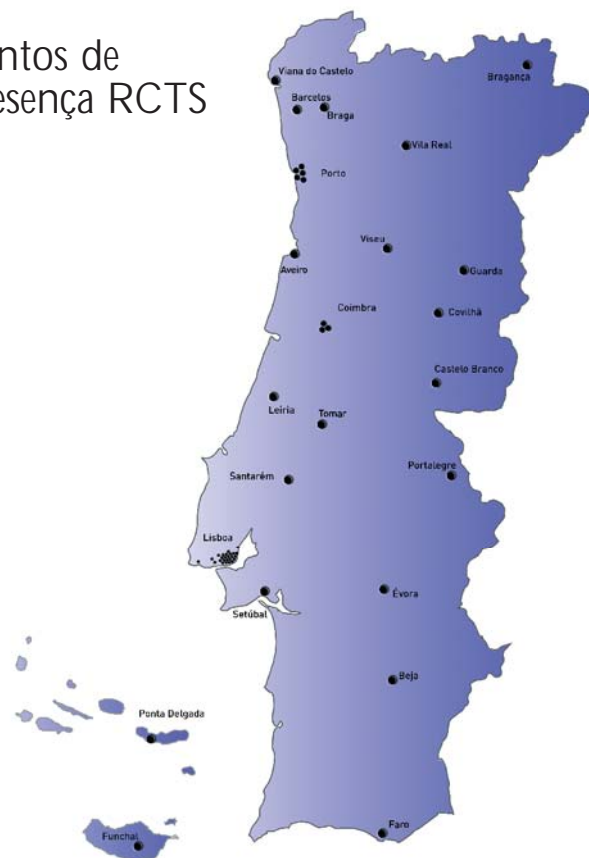 ntos de
esença RCTS
Viana do Castelo
Bragança
Barcelos
Braga
Vila Real
Porto
Viseu
Aveiro
Guarda
Coimbra
Covilhã
Castelo Branco
Leiria
Tomar
Portalegre
Santarém
Lisboa
Setúbal
Évora
Beja
Ponta Delgada
Faro
Funchal